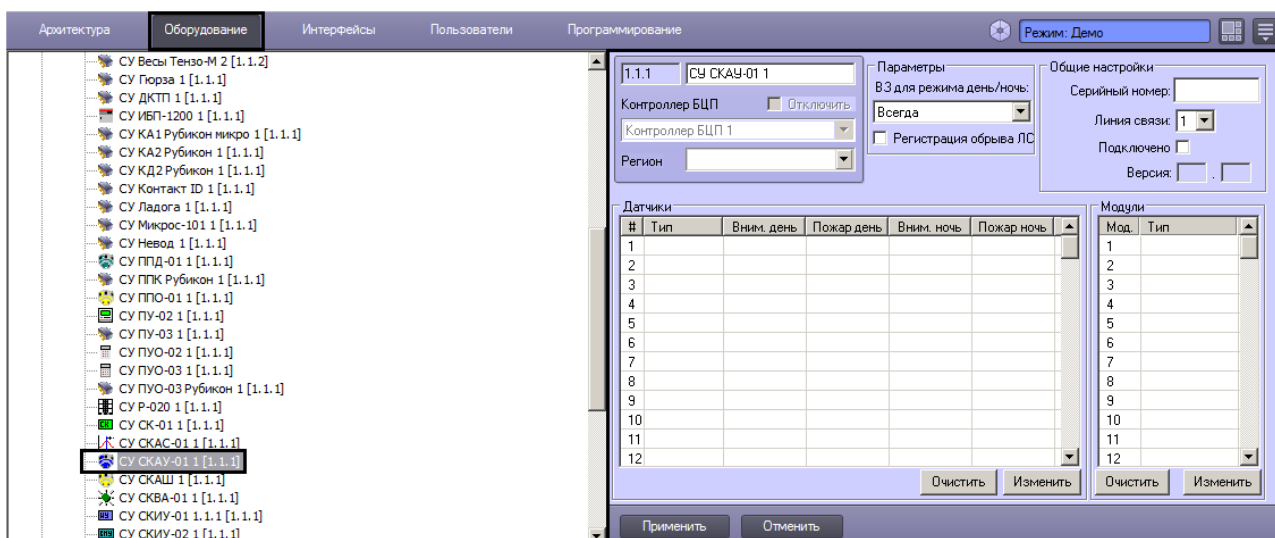 Архитектура Оборудование Интерфейсы Пользователи Программирование Режим: Демо
СУ Весы Тензо-М 2 [1.1.2]
СУ Гюрза 1 [1.1.1]
СУ ДКТП 1 [1.1.1]
СУ ИБП-1200 1 [1.1.1]
СУ КА1 Рубикон микро 1 [1.1.1]
СУ КА2 Рубикон 1 [1.1.1]
СУ КД2 Рубикон 1 [1.1.1]
СУ Контакт ID 1 [1.1.1]
СУ Ладога 1 [1.1.1]
СУ Микрос-101 1 [1.1.1]
СУ Невод 1 [1.1.1]
СУ ППД-01 1 [1.1.1]
СУ ППК Рубикон 1 [1.1.1]
СУ ППО-01 1 [1.1.1]
СУ ПУ-02 1 [1.1.1]
СУ ПУ-03 1 [1.1.1]
СУ ПУО-02 1 [1.1.1]
СУ ПУО-03 1 [1.1.1]
СУ ПУО-03 Рубикон 1 [1.1.1]
СУ Р-020 1 [1.1.1]
СУ СК-01 1 [1.1.1]
СУ СКАС-01 1 [1.1.1]
СУ СКАУ-01 1 [1.1.1]
СУ СКАШ 1 [1.1.1]
СУ СКВА-01 1 [1.1.1]
СУ СКИУ-01 1.1.1 [1.1.1]
СУ СКИУ-02 1 [1.1.1]
1.1.1 СУ СКАУ-01 1
Контроллер БЦП Отключить
Контроллер БЦП 1
Регион
Параметры
ВЗ для режима день/ночь:
Всегда
Регистрация обрыва ЛС
Общие настройки
Серийный номер:
Линия связи: 1
Подключено
Версия: .
Датчики
# Тип Вним. день Пожар день Вним. ночь Пожар ночь
1
2
3
4
5
6
7
8
9
10
11
12
Очистить Изменить
Модули
Мод. Тип
1
2
3
4
5
6
7
8
9
10
11
12
Очистить Изменить
Применить Отменить